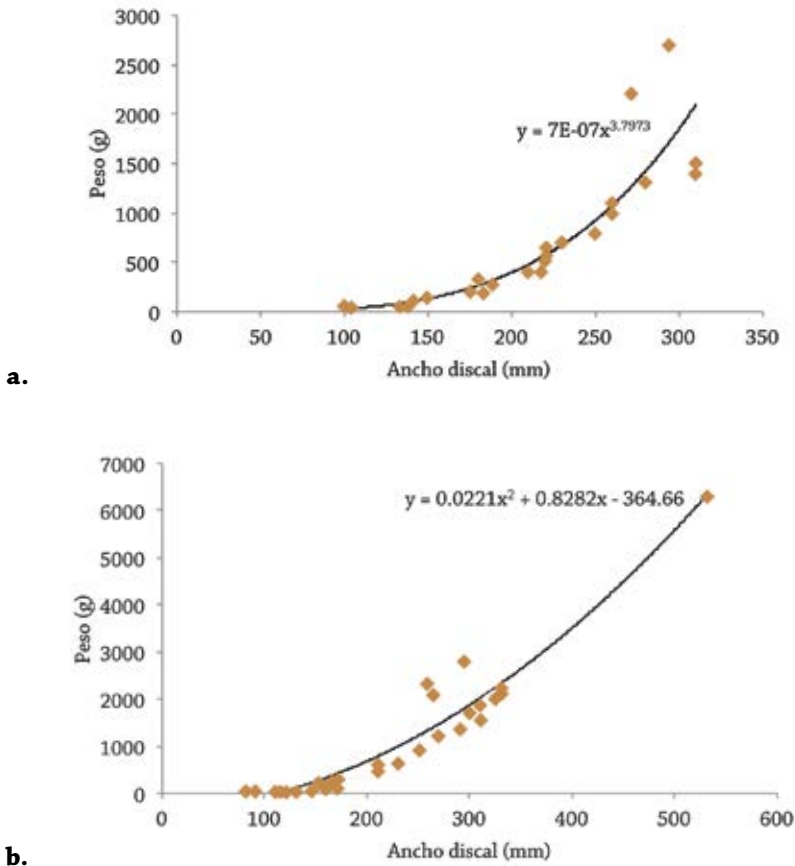 3000
2500
2000
1500
1000
500
0
Peso (g)
y = 7E-07x^3.7973
0 50 100 150 200 250 300 350
Ancho discal (mm)
a.
7000
6000
5000
4000
3000
2000
1000
0
Peso (g)
y = 0.0221x² + 0.8282x - 364.66
0 100 200 300 400 500 600
Ancho discal (mm)
b.